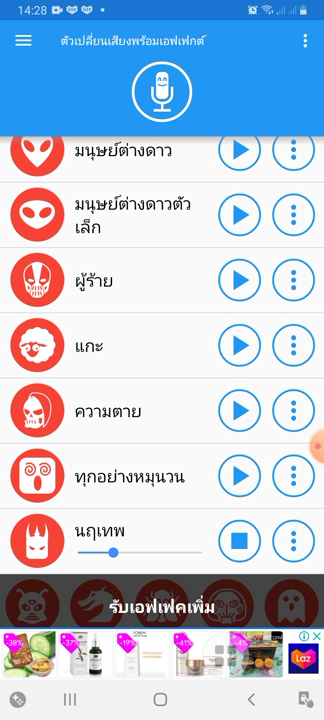 14:28
ตัวเปลี่ยนเสียงพร้อมเอฟเฟกต์
มนุษย์ต่างดาว
มนุษย์ต่างดาวตัว
เล็ก
ผู้ร้าย
แกะ
ความตาย
ทุกอย่างหมุนวน
นฤเทพ
รับเอฟเฟคเพิ่ม
-38%
-37%
-19%
-41%
Laz